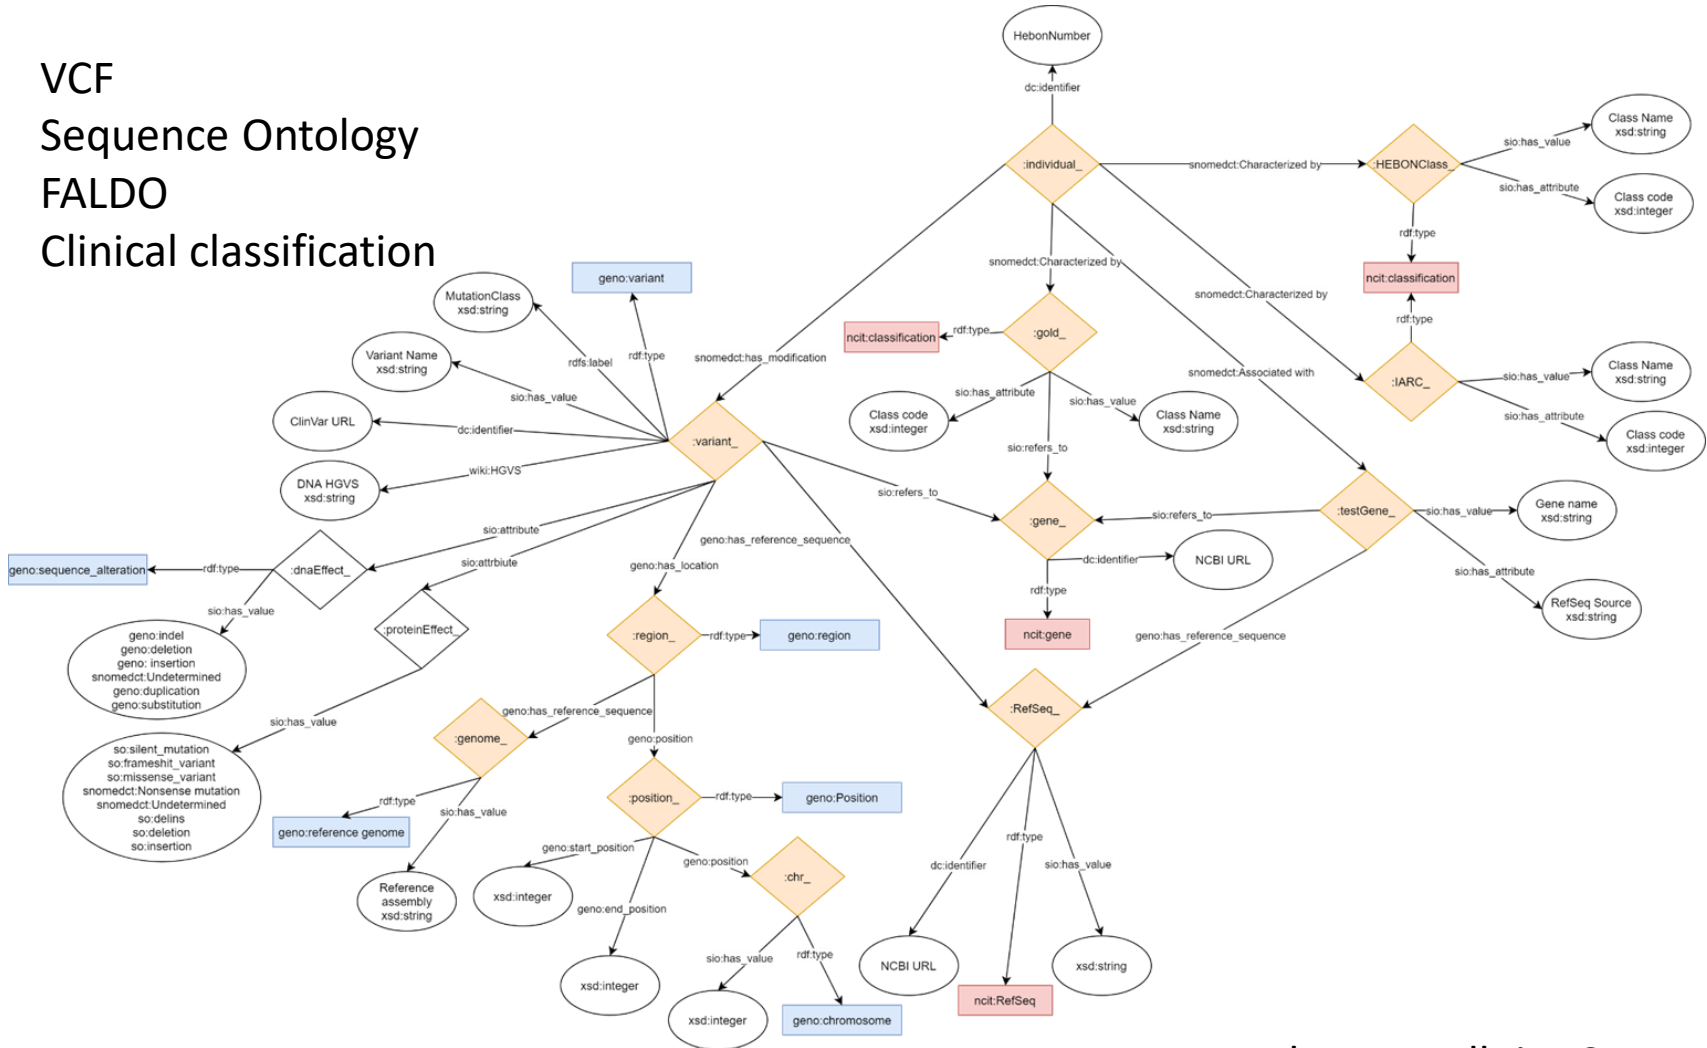 VCF
Sequence Ontology
FALDO
Clinical classification
HebonNumber
dc:identifier
:individual_
snomedct:Characterized by
:HEBONClass_
sio:has_value
Class Name
xsd:string
sio:has_attribute
Class code
xsd:integer
rdf:type
ncit:classification
rdf:type
:IARC_
sio:has_value
Class Name
xsd:string
sio:has_attribute
Class code
xsd:integer
snomedct:Characterized by
snomedct:Characterized by
snomedct:Associated with
snomedct:has_modification
:gold_
rdf:type
ncit:classification
sio:has_attribute
Class code
xsd:integer
sio:has_value
Class Name
xsd:string
sio:refers_to
geno:variant
rdf:type
MutationClass
xsd:string
rdfs:label
Variant Name
xsd:string
sio:has_value
ClinVar URL
dc:identifier
DNA HGVS
xsd:string
wiki:HGVS
:variant_
sio:refers_to
:gene_
sio:refers_to
:testGene_
sio:has_value
Gene name
xsd:string
sio:has_attribute
RefSeq Source
xsd:string
dc:identifier
NCBI URL
rdf:type
ncit:gene
geno:has_reference_sequence
geno:has_reference_sequence
sio:attribute
:dnaEffect_
rdf:type
geno:sequence_alteration
sio:has_value
geno:indel
geno:deletion
geno: insertion
snomedct:Undetermined
geno:duplication
geno:substitution
sio:attrbiute
:proteinEffect_
sio:has_value
so:silent_mutation
so:frameshit_variant
so:missense_variant
snomedct:Nonsense mutation
snomedct:Undetermined
so:delins
so:deletion
so:insertion
geno:has_location
:region_
rdf:type
geno:region
geno:has_reference_sequence
:genome_
rdf:type
geno:reference genome
sio:has_value
Reference
assembly
xsd:string
geno:position
:position_
rdf:type
geno:Position
geno:start_position
xsd:integer
geno:end_position
xsd:integer
geno:position
:chr_
sio:has_value
xsd:integer
rdf:type
geno:chromosome
:RefSeq_
dc:identifier
NCBI URL
rdf:type
ncit:RefSeq
sio:has_value
xsd:string